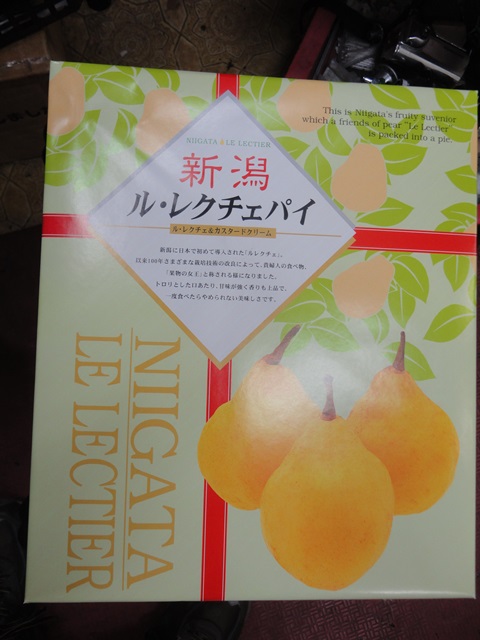 This is Niigata's fruity suvenior
which a friends of pear "Le Lectier"
is packed into a pie.
NIIGATA LE LECTIER
新潟
ル・レクチェパイ
ル・レクチェ&カスタードクリーム
新潟に日本で初めて導入された「ルレクチェ」。
以来100年さまざまな栽培技術の改良によって、貴婦人の食べ物、
「果物の女王」と称される様になりました。
トロリとした口あたり、甘味が強く香りも上品で、
一度食べたらやめられない美味しさです。
NIIGATA
LE LECTIER